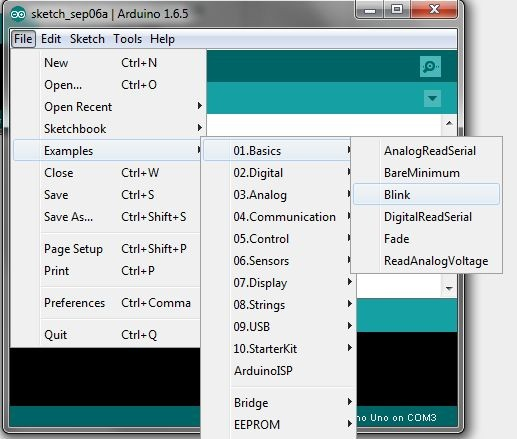 sketch_sep06a | Arduino 1.6.5
File Edit Sketch Tools Help
New Ctrl+N
Open... Ctrl+O
Open Recent
Sketchbook
Examples
Close Ctrl+W
Save Ctrl+S
Save As... Ctrl+Shift+S
Page Setup Ctrl+Shift+P
Print Ctrl+P
Preferences Ctrl+Comma
Quit Ctrl+Q
01.Basics
02.Digital
03.Analog
04.Communication
05.Control
06.Sensors
07.Display
08.Strings
09.USB
10.StarterKit
ArduinoISP
Bridge
EEPROM
AnalogReadSerial
BareMinimum
Blink
DigitalReadSerial
Fade
ReadAnalogVoltage
no Uno on COM3